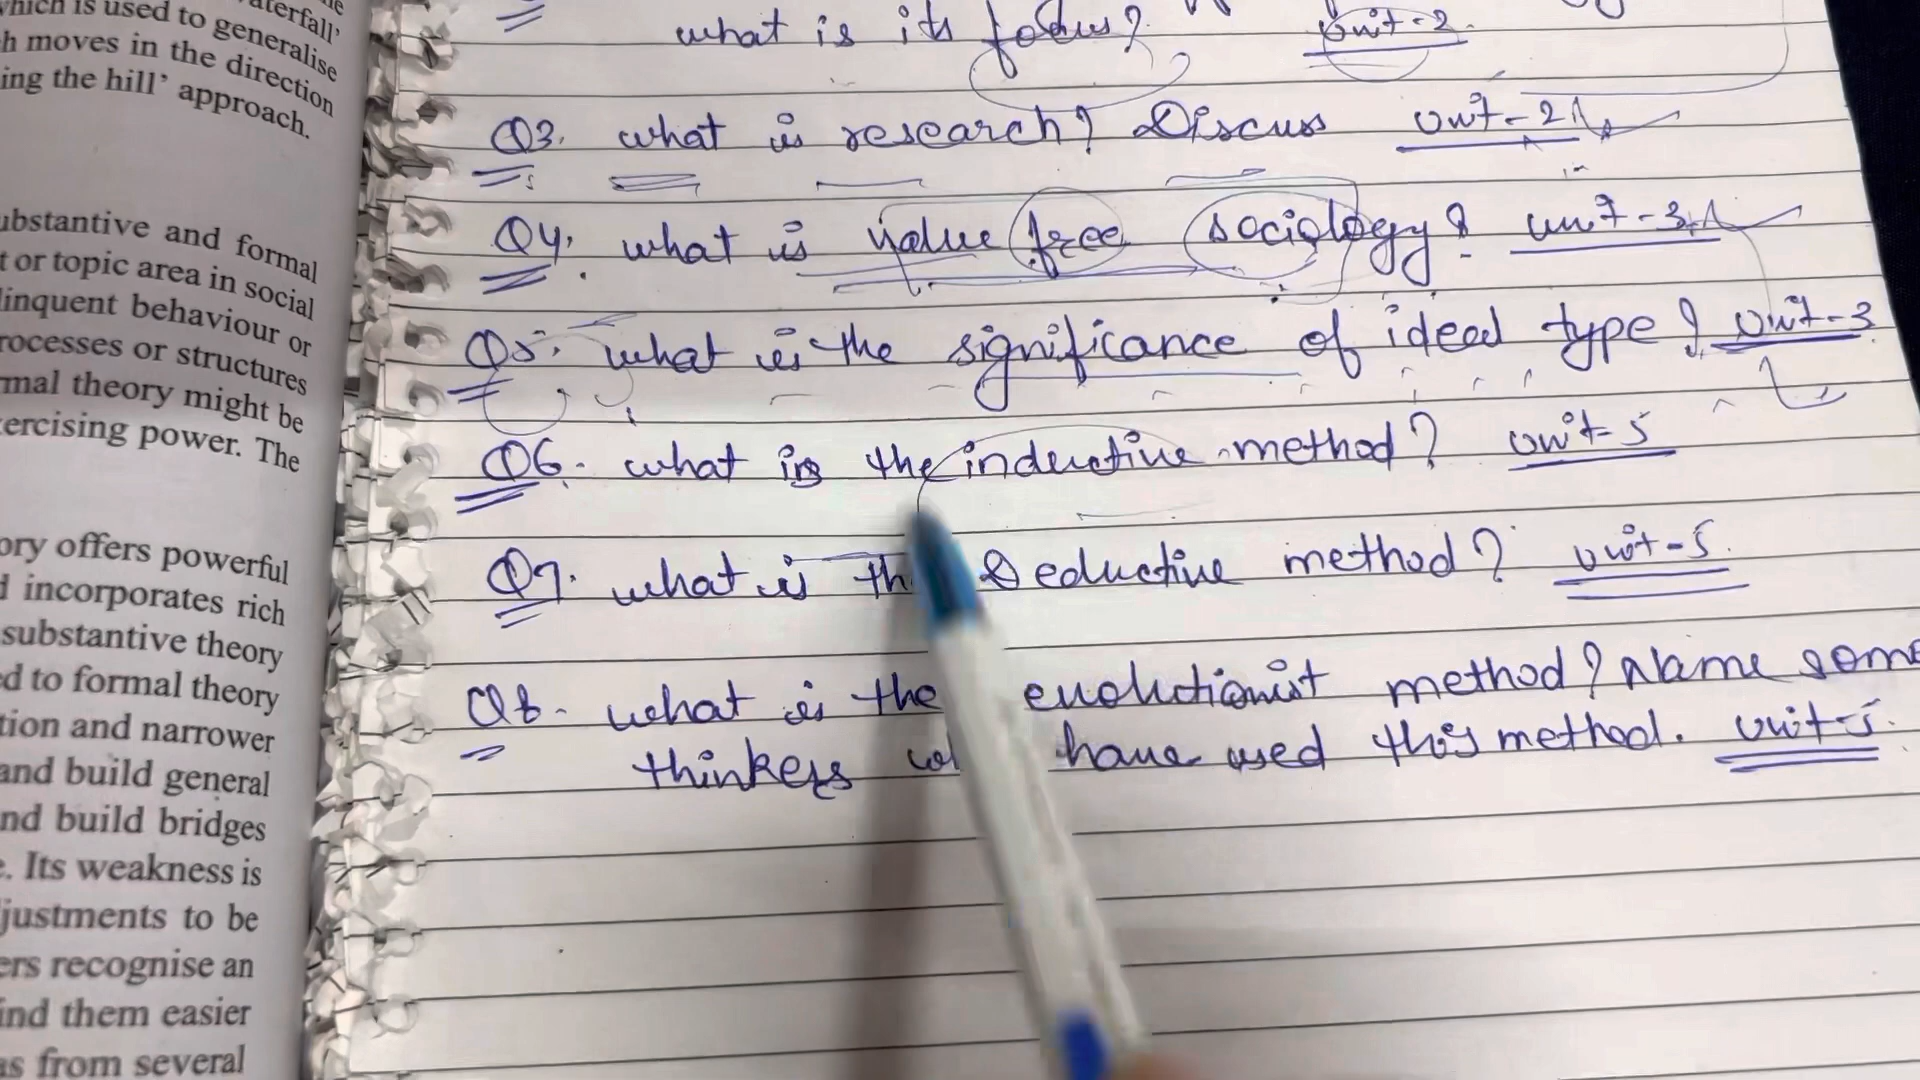 which is used to generalise
h moves in the direction
ing the hill' approach.
substantive and formal
t or topic area in social
linquent behaviour or
rocesses or structures
rmal theory might be
ercising power. The
ory offers powerful
d incorporates rich
substantive theory
ed to formal theory
tion and narrower
and build general
nd build bridges
e. Its weakness is
djustments to be
ers recognise an
ind them easier
as from several
what is its focus? unit-2
Q3. what is research? Discuss unit-2
Q4. what is value free sociology? unit-3
Q5. what is the significance of ideal type? unit-3
Q6. what is the inductive method? unit-5
Q7. what is th Deductive method? unit-5
Q8. what is the evolutionist method? Name some
thinkers have used this method. unit-5